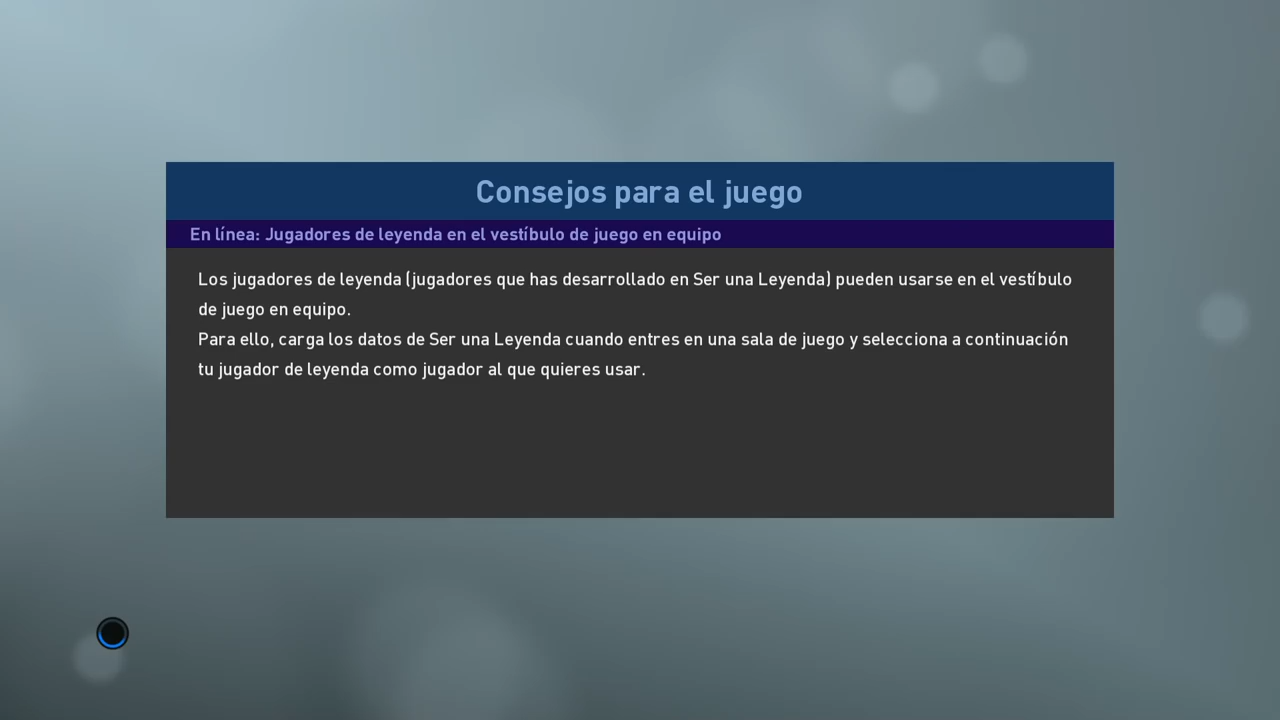 Consejos para el juego
En línea: Jugadores de leyenda en el vestíbulo de juego en equipo
Los jugadores de leyenda (jugadores que has desarrollado en Ser una Leyenda) pueden usarse en el vestíbulo
de juego en equipo.
Para ello, carga los datos de Ser una Leyenda cuando entres en una sala de juego y selecciona a continuación
tu jugador de leyenda como jugador al que quieres usar.